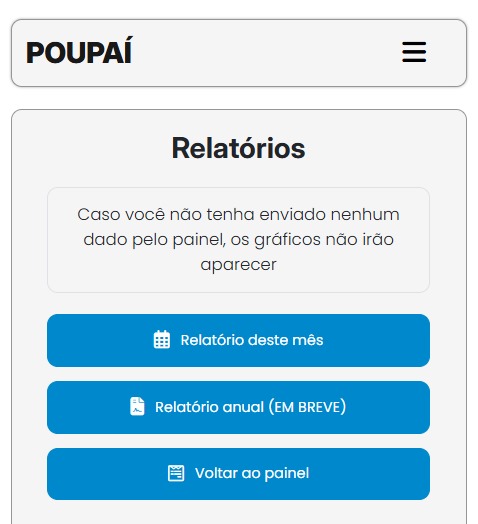 POUPAÍ
Relatórios
Caso você não tenha enviado nenhum
dado pelo painel, os gráficos não irão
aparecer
Relatório deste mês
Relatório anual (EM BREVE)
Voltar ao painel